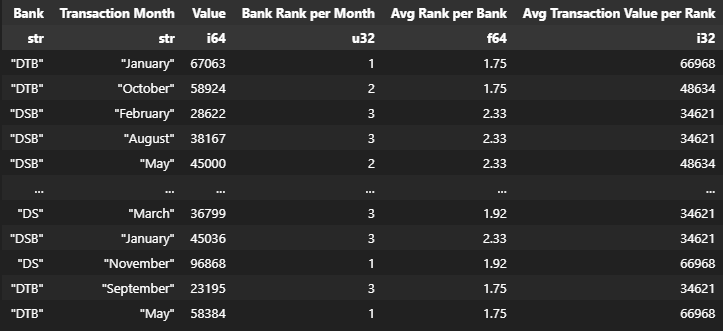 Bank Transaction Month Value Bank Rank per Month Avg Rank per Bank Avg Transaction Value per Rank
str str i64 u32 f64 i32
"DTB" "January" 67063 1 1.75 66968
"DTB" "October" 58924 2 1.75 48634
"DSB" "February" 28622 3 2.33 34621
"DSB" "August" 38167 3 2.33 34621
"DSB" "May" 45000 2 2.33 48634
... ... ... ... ... ...
"DS" "March" 36799 3 1.92 34621
"DSB" "January" 45036 3 2.33 34621
"DS" "November" 96868 1 1.92 66968
"DTB" "September" 23195 3 1.75 34621
"DTB" "May" 58384 1 1.75 66968